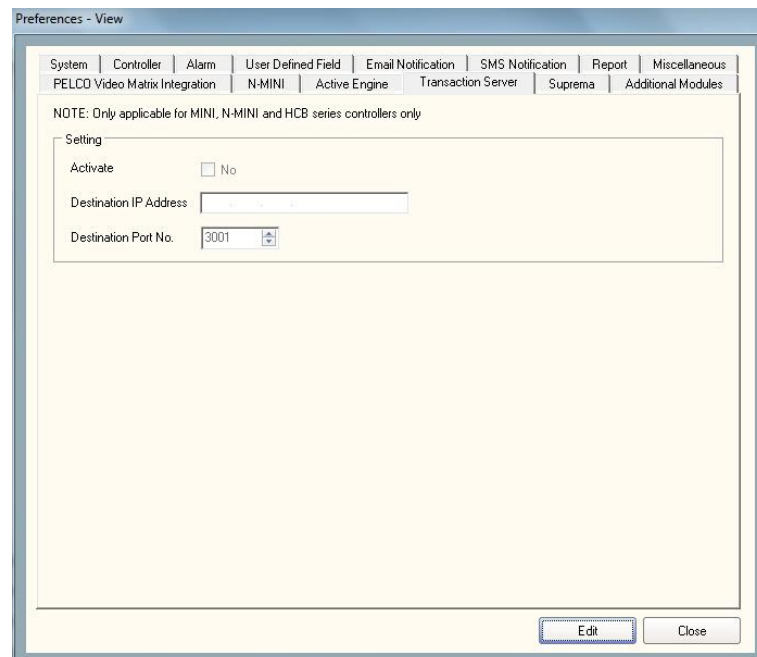 Preferences - View
System Controller Alarm User Defined Field Email Notification SMS Notification Report Miscellaneous
PELCO Video Matrix Integration N-MINI Active Engine Transaction Server Suprema Additional Modules
NOTE: Only applicable for MINI, N-MINI and HCB series controllers only
Setting
Activate No
Destination IP Address . . .
Destination Port No. 3001
Edit Close